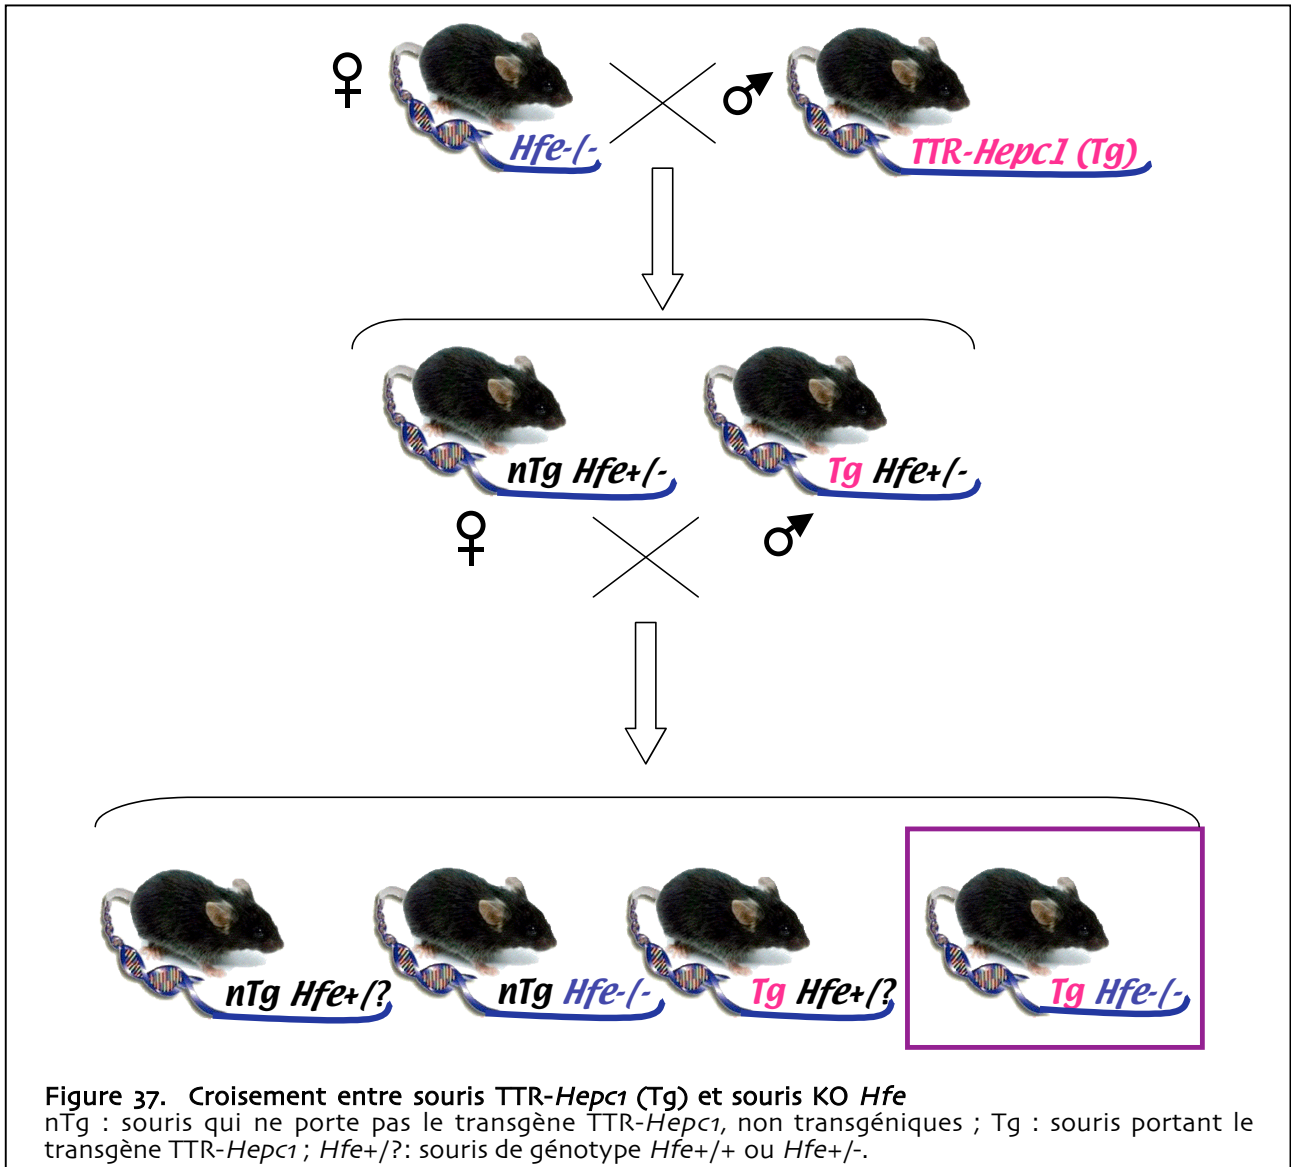 ♀ ♂
Hfe-/- TTR-Hepc1 (Tg)
nTg Hfe+/- Tg Hfe+/-
♀ ♂
nTg Hfe+/? nTg Hfe-/- Tg Hfe+/? Tg Hfe-/-
Figure 37. Croisement entre souris TTR-Hepc1 (Tg) et souris KO Hfe
nTg : souris qui ne porte pas le transgène TTR-Hepc1, non transgéniques ; Tg : souris portant le
transgène TTR-Hepc1 ; Hfe+/?: souris de génotype Hfe+/+ ou Hfe+/-.